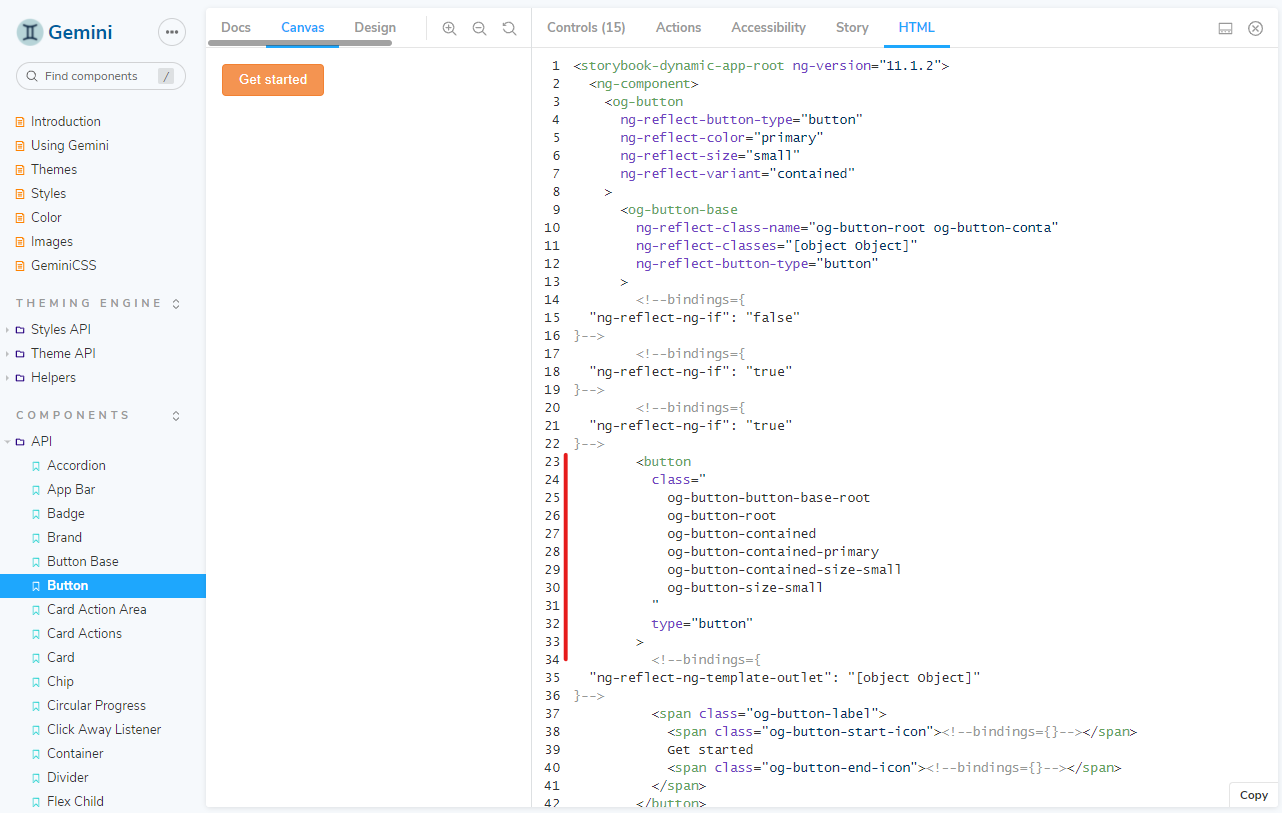 Gemini
Find components /
Introduction
Using Gemini
Themes
Styles
Color
Images
GeminiCSS
THEMING ENGINE
Styles API
Theme API
Helpers
COMPONENTS
API
Accordion
App Bar
Badge
Brand
Button Base
Button
Card Action Area
Card Actions
Card
Chip
Circular Progress
Click Away Listener
Container
Divider
Flex Child
Docs Canvas Design
Get started
Controls (15) Actions Accessibility Story HTML
1 <storybook-dynamic-app-root ng-version="11.1.2">
2 <ng-component>
3 <og-button
4 ng-reflect-button-type="button"
5 ng-reflect-color="primary"
6 ng-reflect-size="small"
7 ng-reflect-variant="contained"
8 >
9 <og-button-base
10 ng-reflect-class-name="og-button-root og-button-conta"
11 ng-reflect-classes="[object Object]"
12 ng-reflect-button-type="button"
13 >
14 <!--bindings={
15 "ng-reflect-ng-if": "false"
16 }-->
17 <!--bindings={
18 "ng-reflect-ng-if": "true"
19 }-->
20 <!--bindings={
21 "ng-reflect-ng-if": "true"
22 }-->
23 <button
24 class="
25 og-button-button-base-root
26 og-button-root
27 og-button-contained
28 og-button-contained-primary
29 og-button-contained-size-small
30 og-button-size-small
31 "
32 type="button"
33 >
34 <!--bindings={
35 "ng-reflect-ng-template-outlet": "[object Object]"
36 }-->
37 <span class="og-button-label">
38 <span class="og-button-start-icon"><!--bindings={}--></span>
39 Get started
40 <span class="og-button-end-icon"><!--bindings={}--></span>
41 </span>
42 </button>
Copy